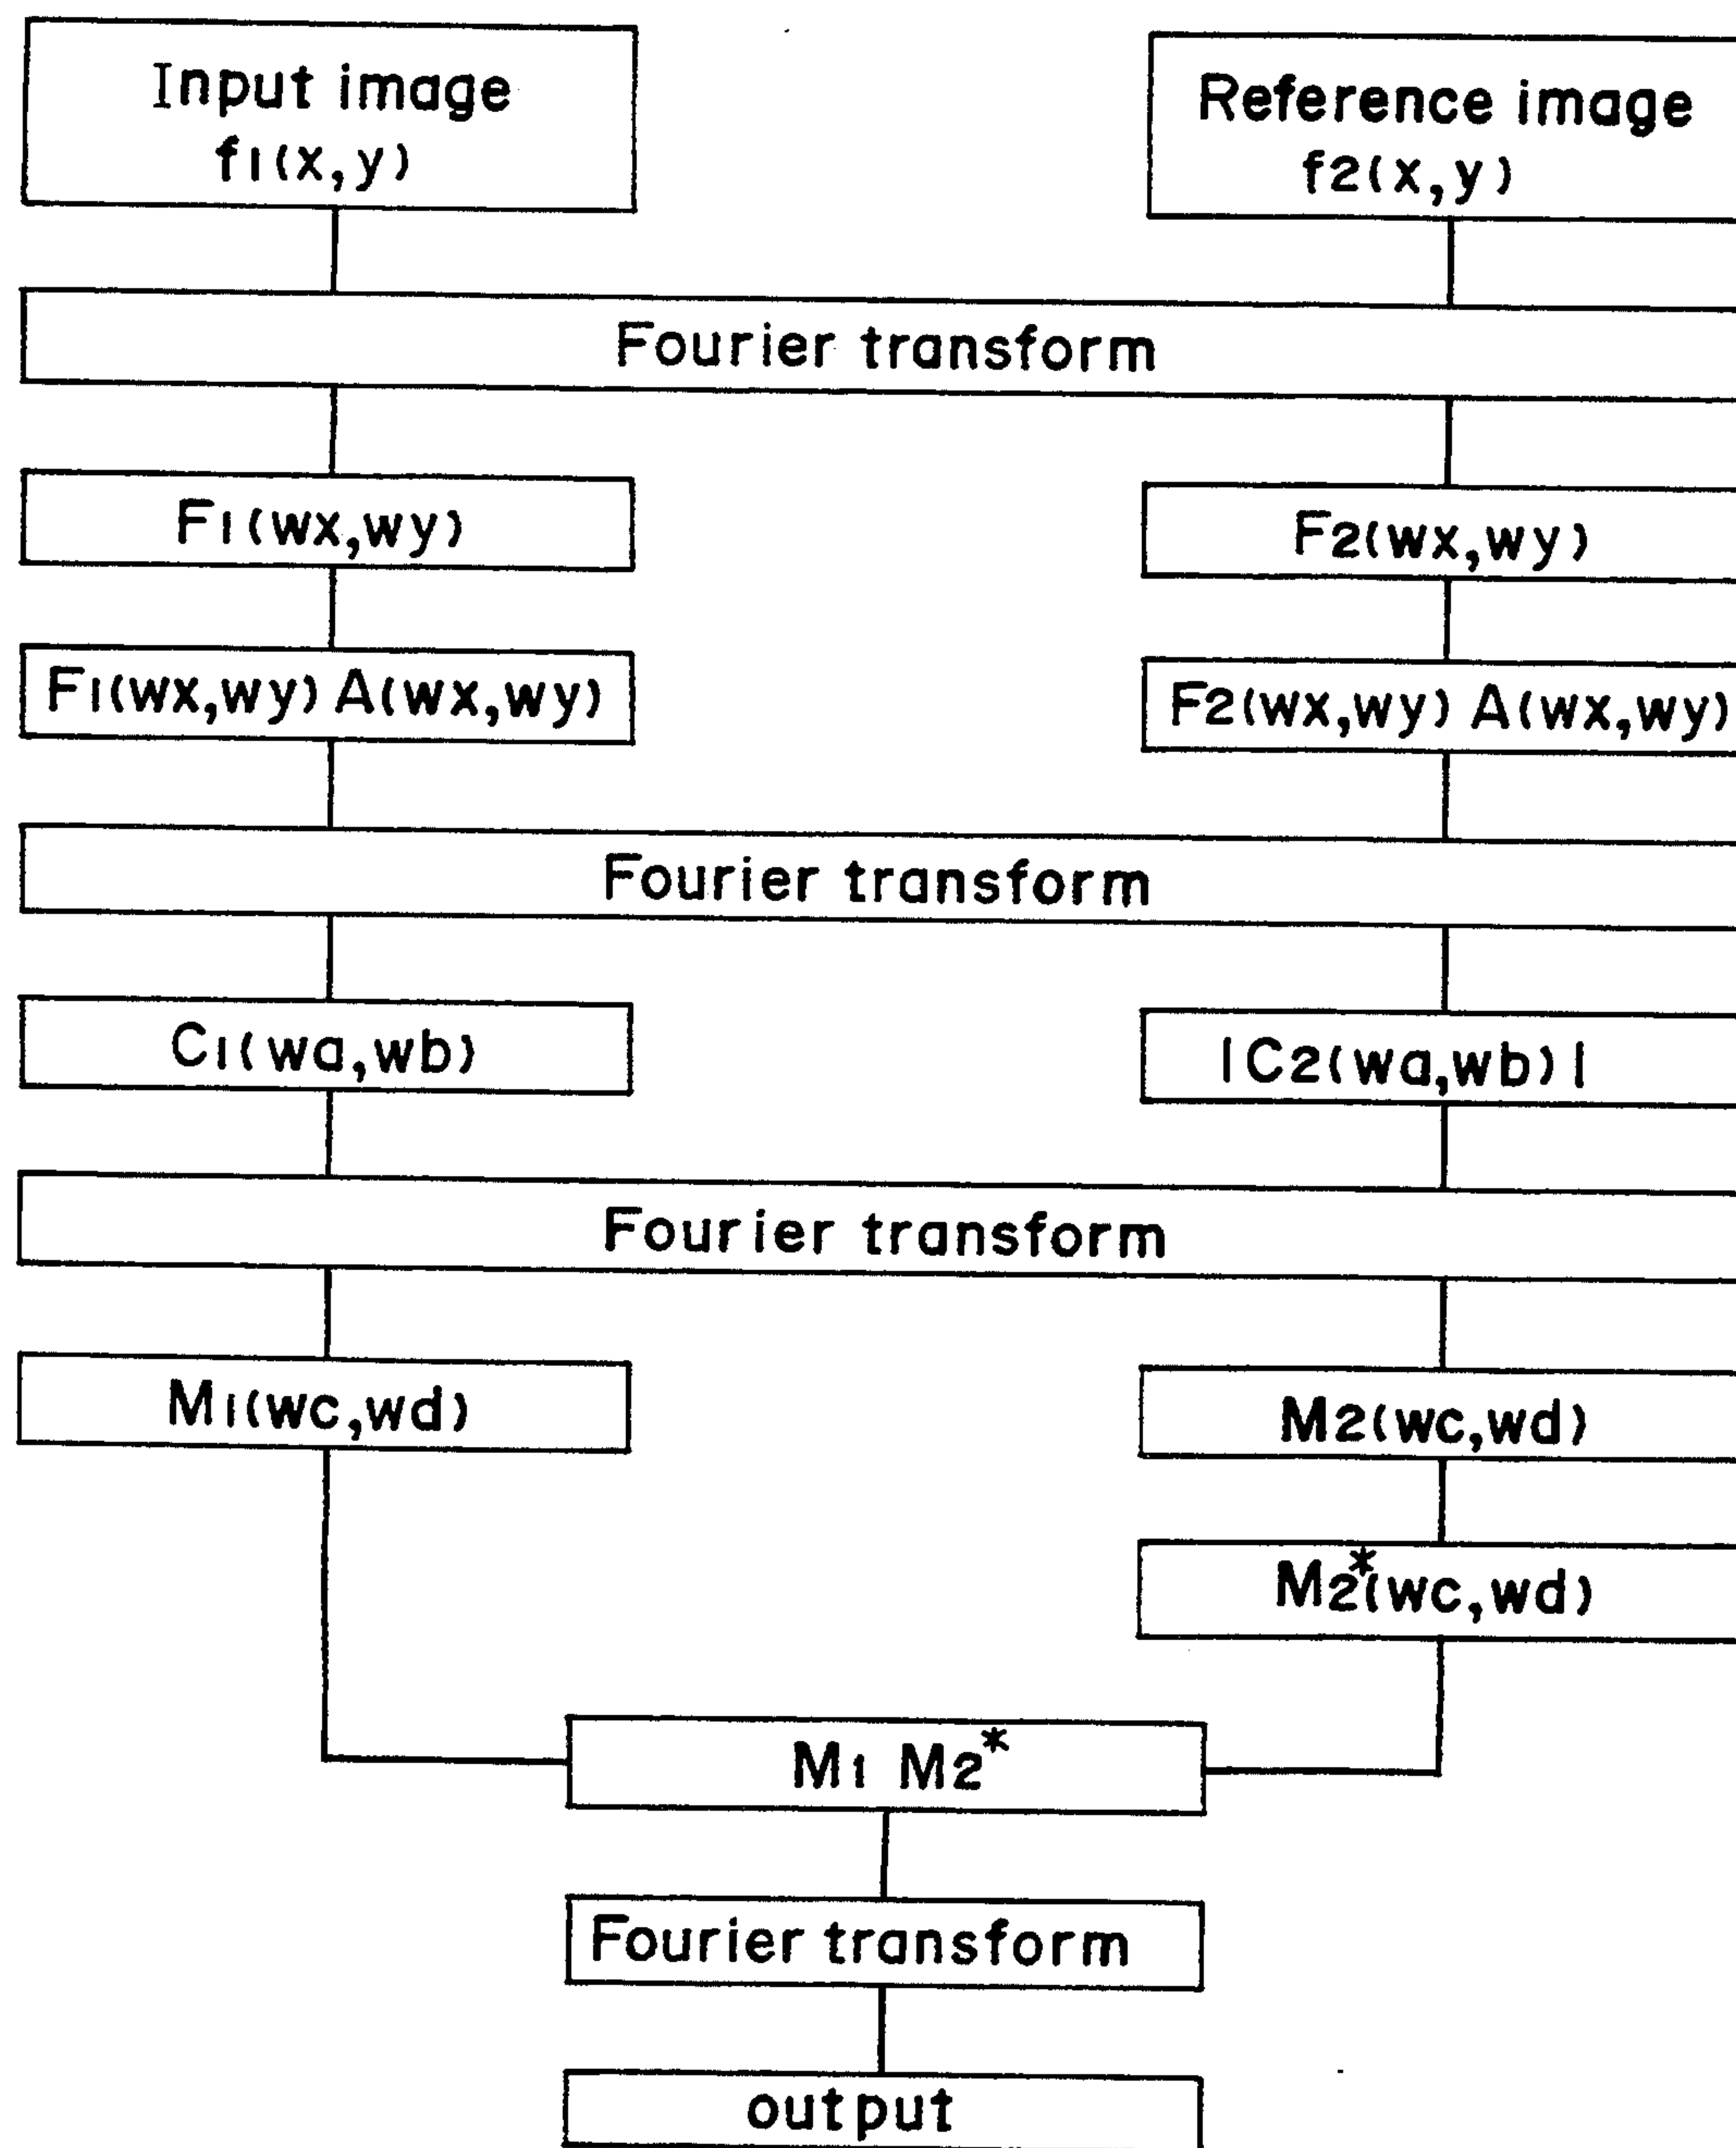 Input image
f1(x,y)
Reference image
f2(x,y)
Fourier transform
F1(wx,wy)
F2(wx,wy)
F1(wx,wy) A(wx,wy)
F2(wx,wy) A(wx,wy)
Fourier transform
C1(wa,wb)
|C2(wa,wb)|
Fourier transform
M1(wc,wd)
M2(wc,wd)
M2*(wc,wd)
M1 M2*
Fourier transform
output